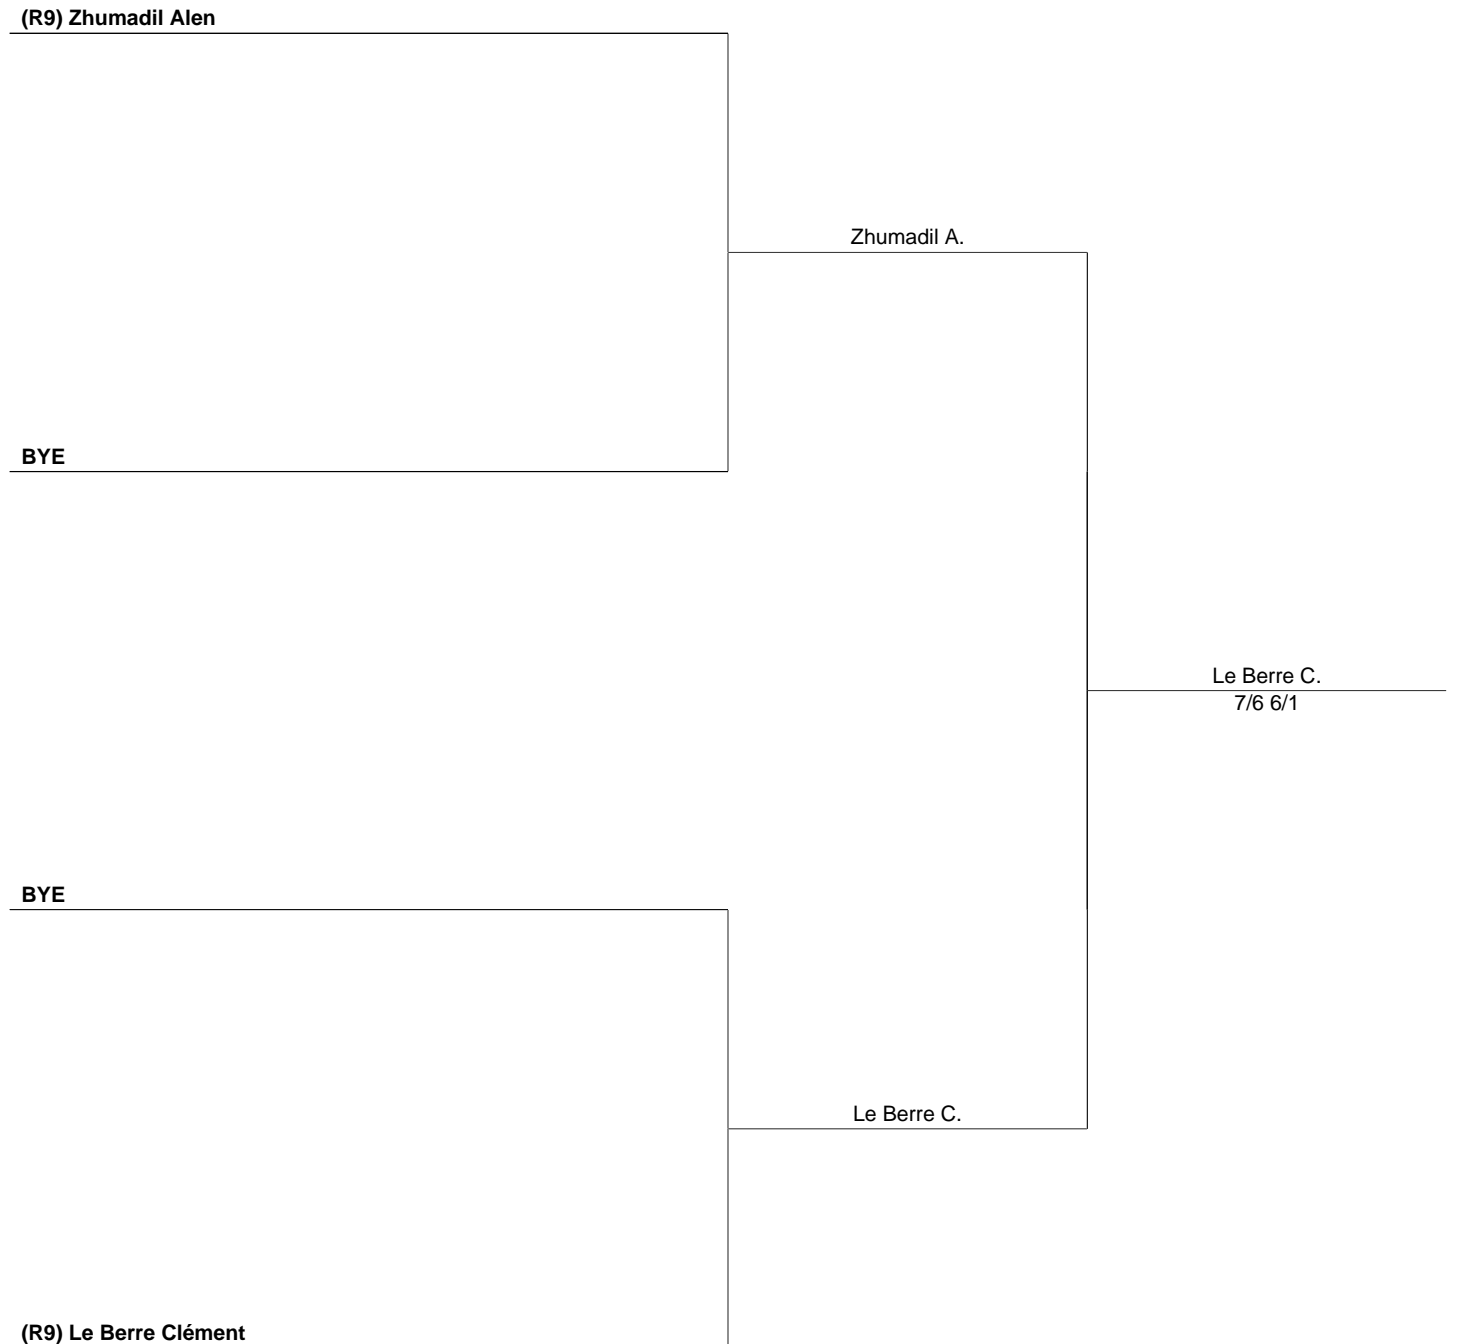 (R9) Zhumadil Alen
Zhumadil A.
BYE
Le Berre C.
7/6 6/1
BYE
Le Berre C.
(R9) Le Berre Clément